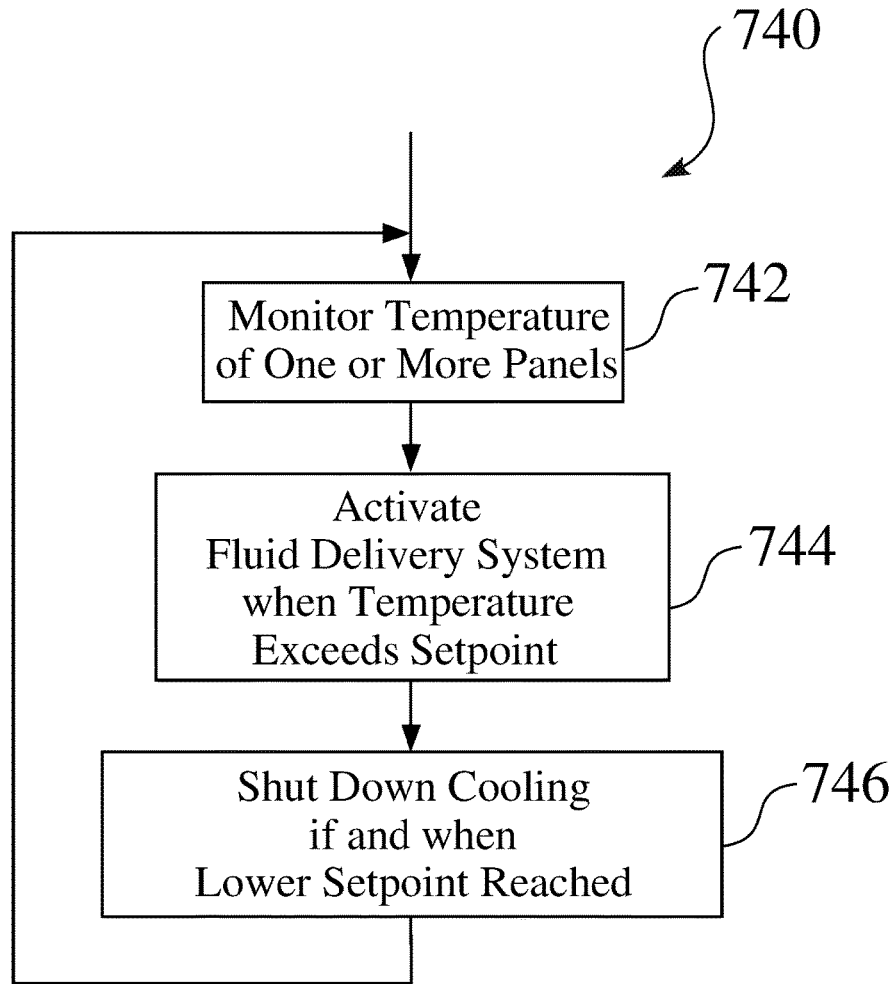 740
Monitor Temperature
of One or More Panels
742
Activate
Fluid Delivery System
when Temperature
Exceeds Setpoint
744
Shut Down Cooling
if and when
Lower Setpoint Reached
746